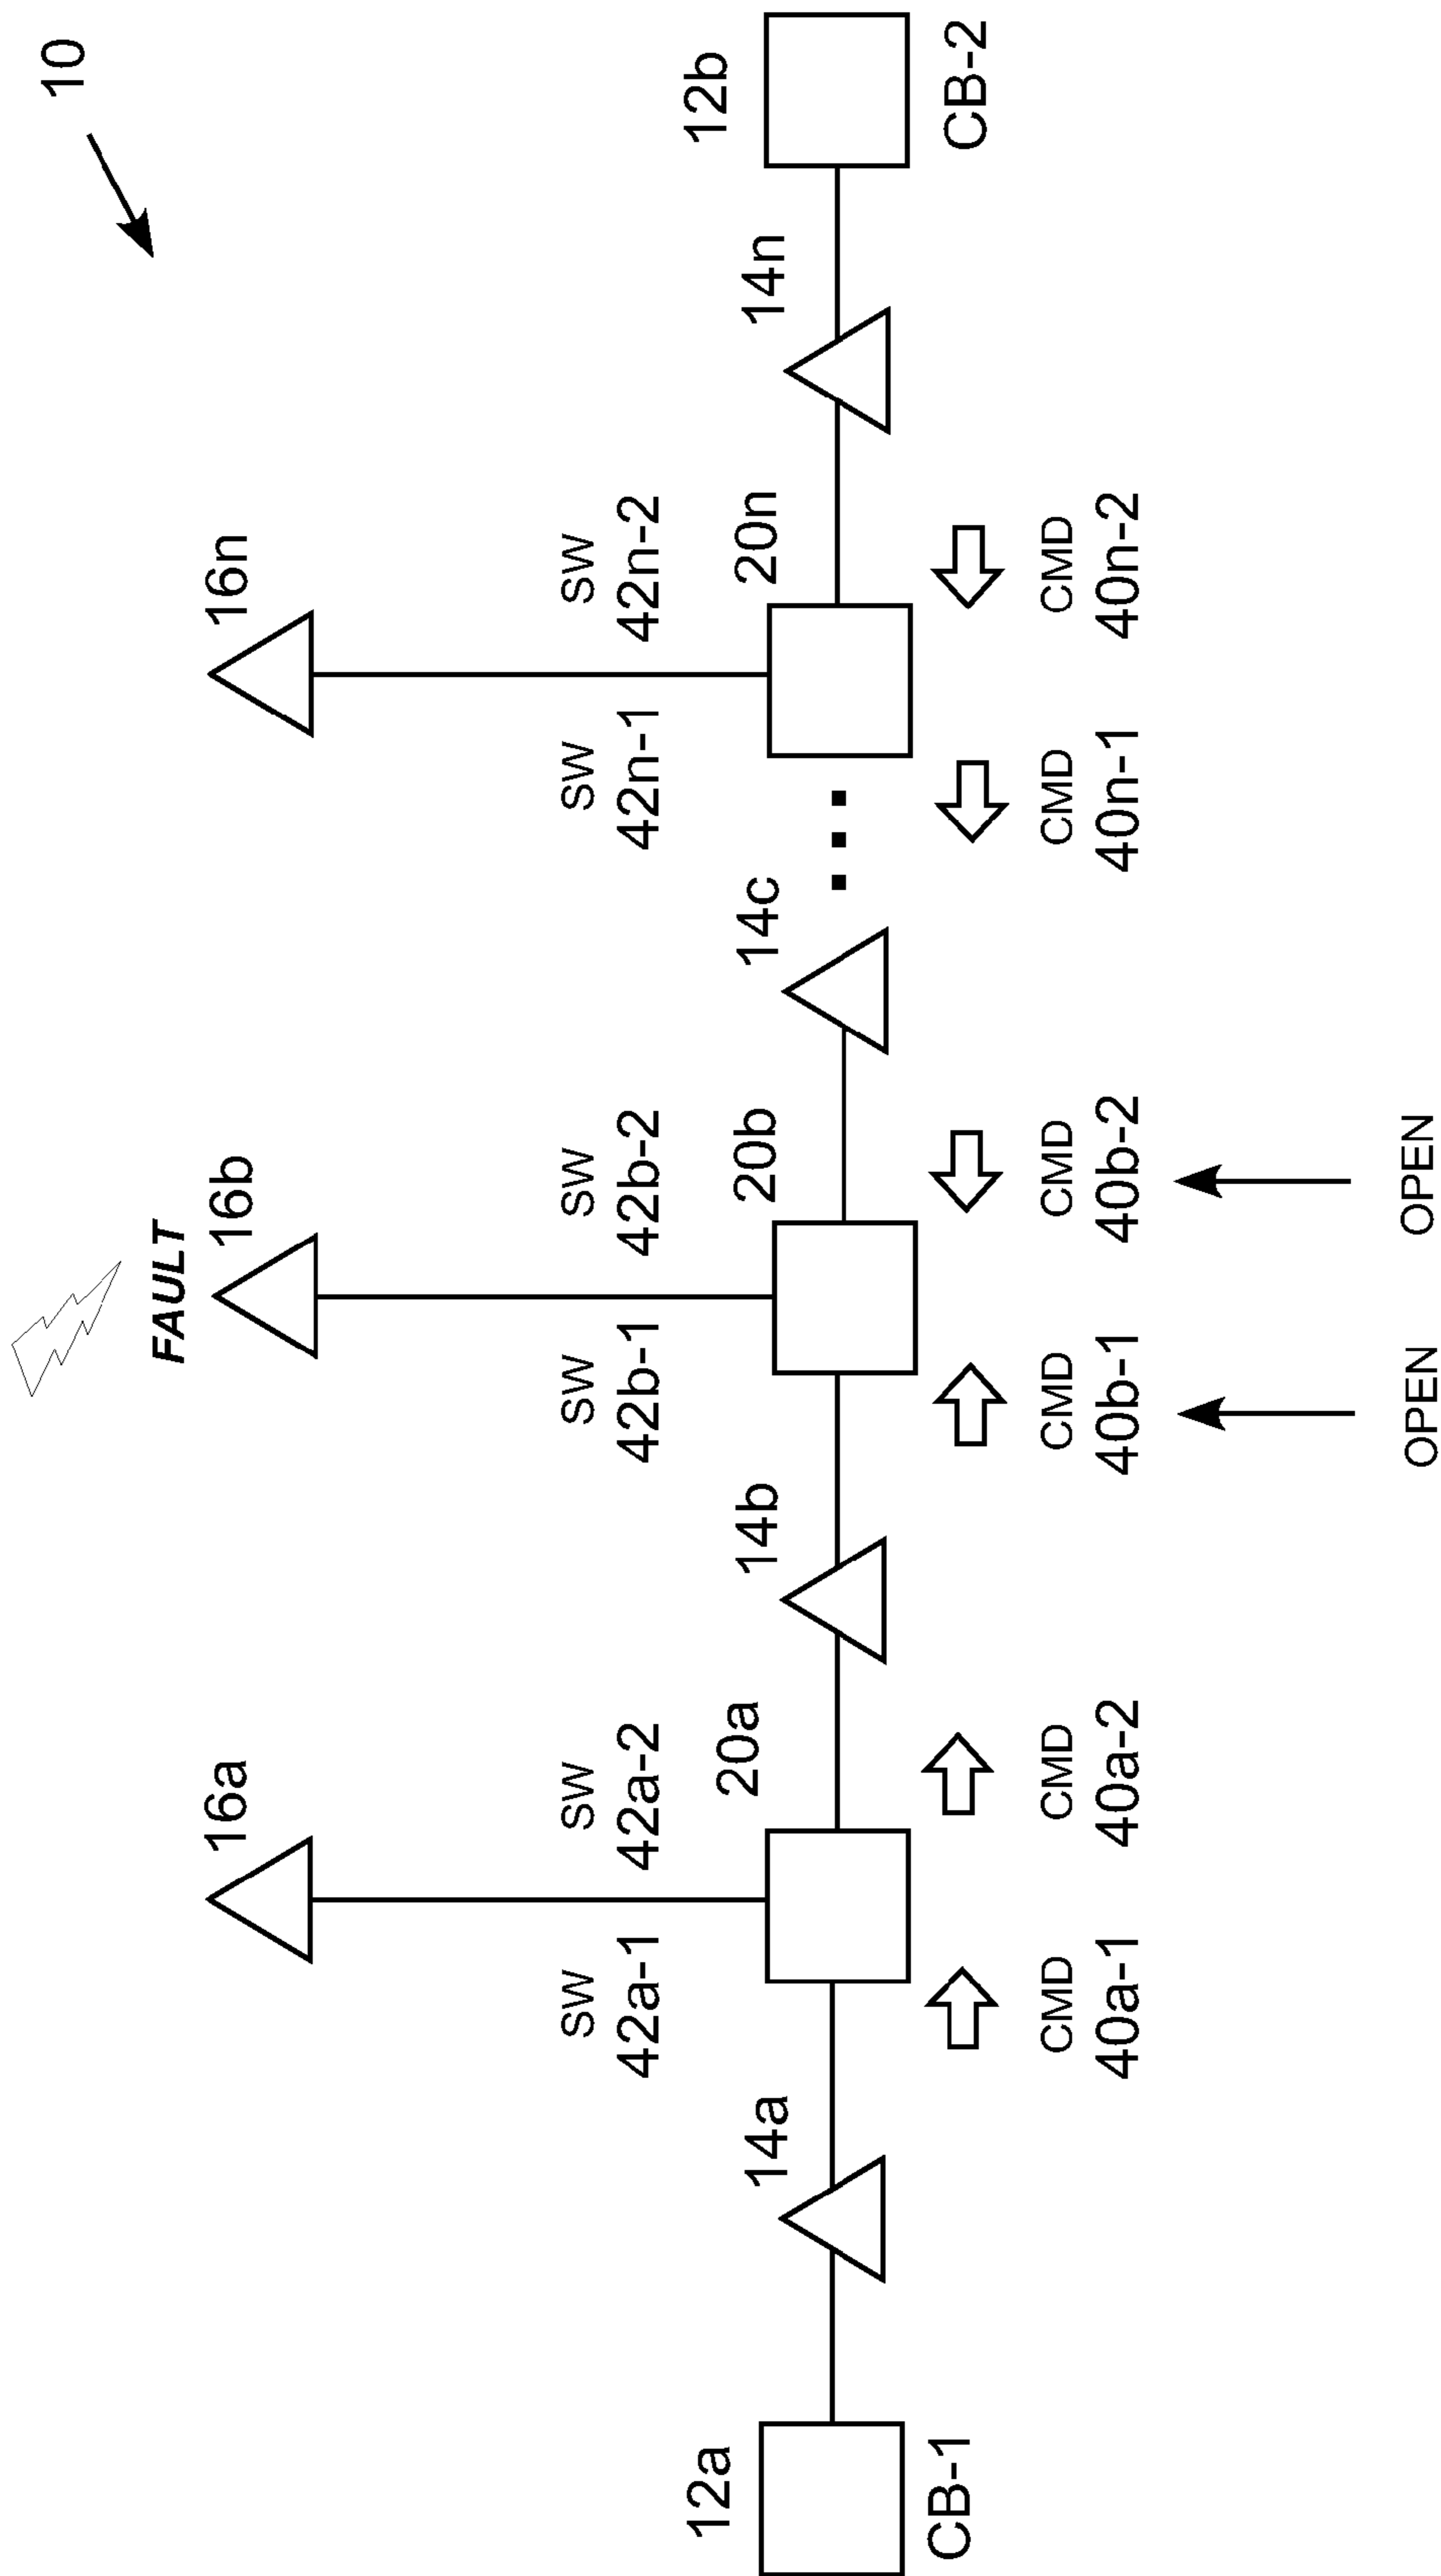 10
FAULT
16a
16b
16n
SW
SW
SW
SW
SW
SW
42a-1
42a-2
42b-1
42b-2
42n-1
42n-2
12a
14a
20a
14b
20b
14c
20n
14n
12b
CB-1
CB-2
CMD
CMD
CMD
CMD
CMD
CMD
40a-1
40a-2
40b-1
40b-2
40n-1
40n-2
OPEN
OPEN